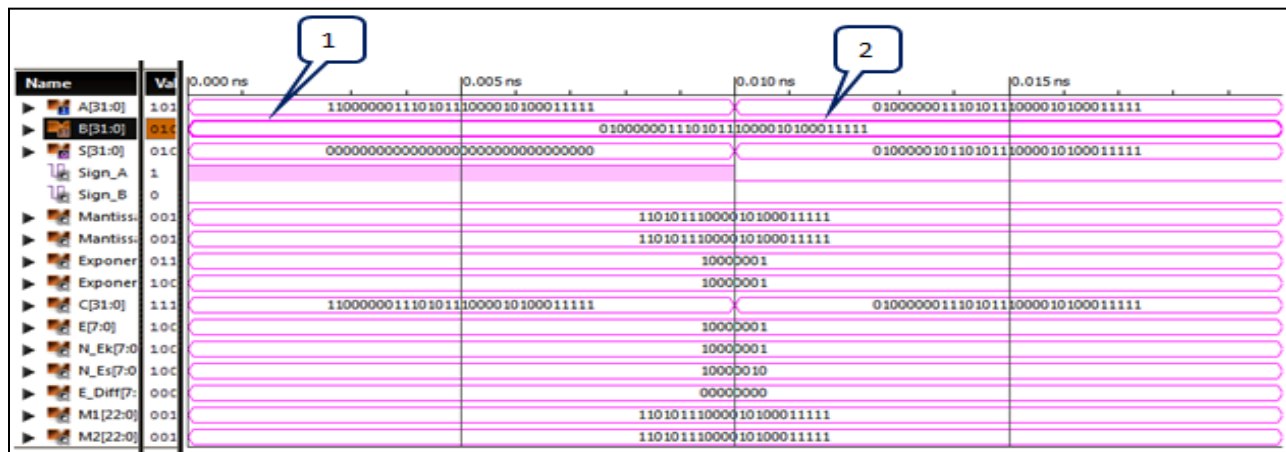 1
2
Name Val 0.000 ns 0.005 ns 0.010 ns 0.015 ns
A[31:0] 101 11000000111010111000010100011111 01000000111010111000010100011111
B[31:0] 010 01000000111010111000010100011111
S[31:0] 010 00000000000000000000000000000000 01000001011010111000010100011111
Sign_A 1
Sign_B 0
Mantiss 001 11010111000010100011111
Mantiss 001 11010111000010100011111
Exponer 011 10000001
Exponer 100 10000001
C[31:0] 111 11000000111010111000010100011111 01000000111010111000010100011111
E[7:0] 100 10000001
N_Ek[7:0 100 10000001
N_Es[7:0 100 10000010
E_Diff[7: 000 00000000
M1[22:0] 001 11010111000010100011111
M2[22:0] 001 11010111000010100011111